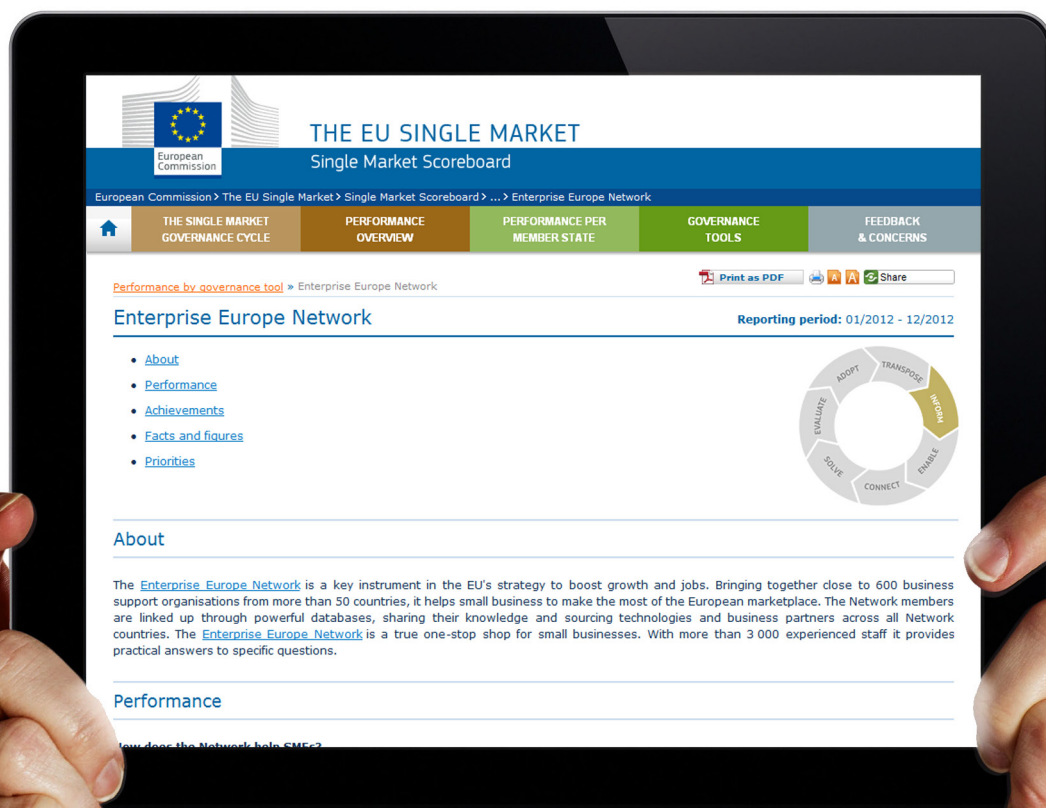 THE EU SINGLE MARKET
European
Commission
Single Market Scoreboard
European Commission > The EU Single Market > Single Market Scoreboard > ... > Enterprise Europe Network
THE SINGLE MARKET
GOVERNANCE CYCLE
PERFORMANCE
OVERVIEW
PERFORMANCE PER
MEMBER STATE
GOVERNANCE
TOOLS
FEEDBACK
& CONCERNS
Print as PDF
A
A
Share
Performance by governance tool » Enterprise Europe Network
Enterprise Europe Network
Reporting period: 01/2012 - 12/2012
• About
• Performance
• Achievements
• Facts and figures
• Priorities
ADOPT
TRANSPOSE
INFORM
ENABLE
CONNECT
SOLVE
EVALUATE
About
The Enterprise Europe Network is a key instrument in the EU's strategy to boost growth and jobs. Bringing together close to 600 business
support organisations from more than 50 countries, it helps small business to make the most of the European marketplace. The Network members
are linked up through powerful databases, sharing their knowledge and sourcing technologies and business partners across all Network
countries. The Enterprise Europe Network is a true one-stop shop for small businesses. With more than 3 000 experienced staff it provides
practical answers to specific questions.
Performance
How does the Network help SMEs?